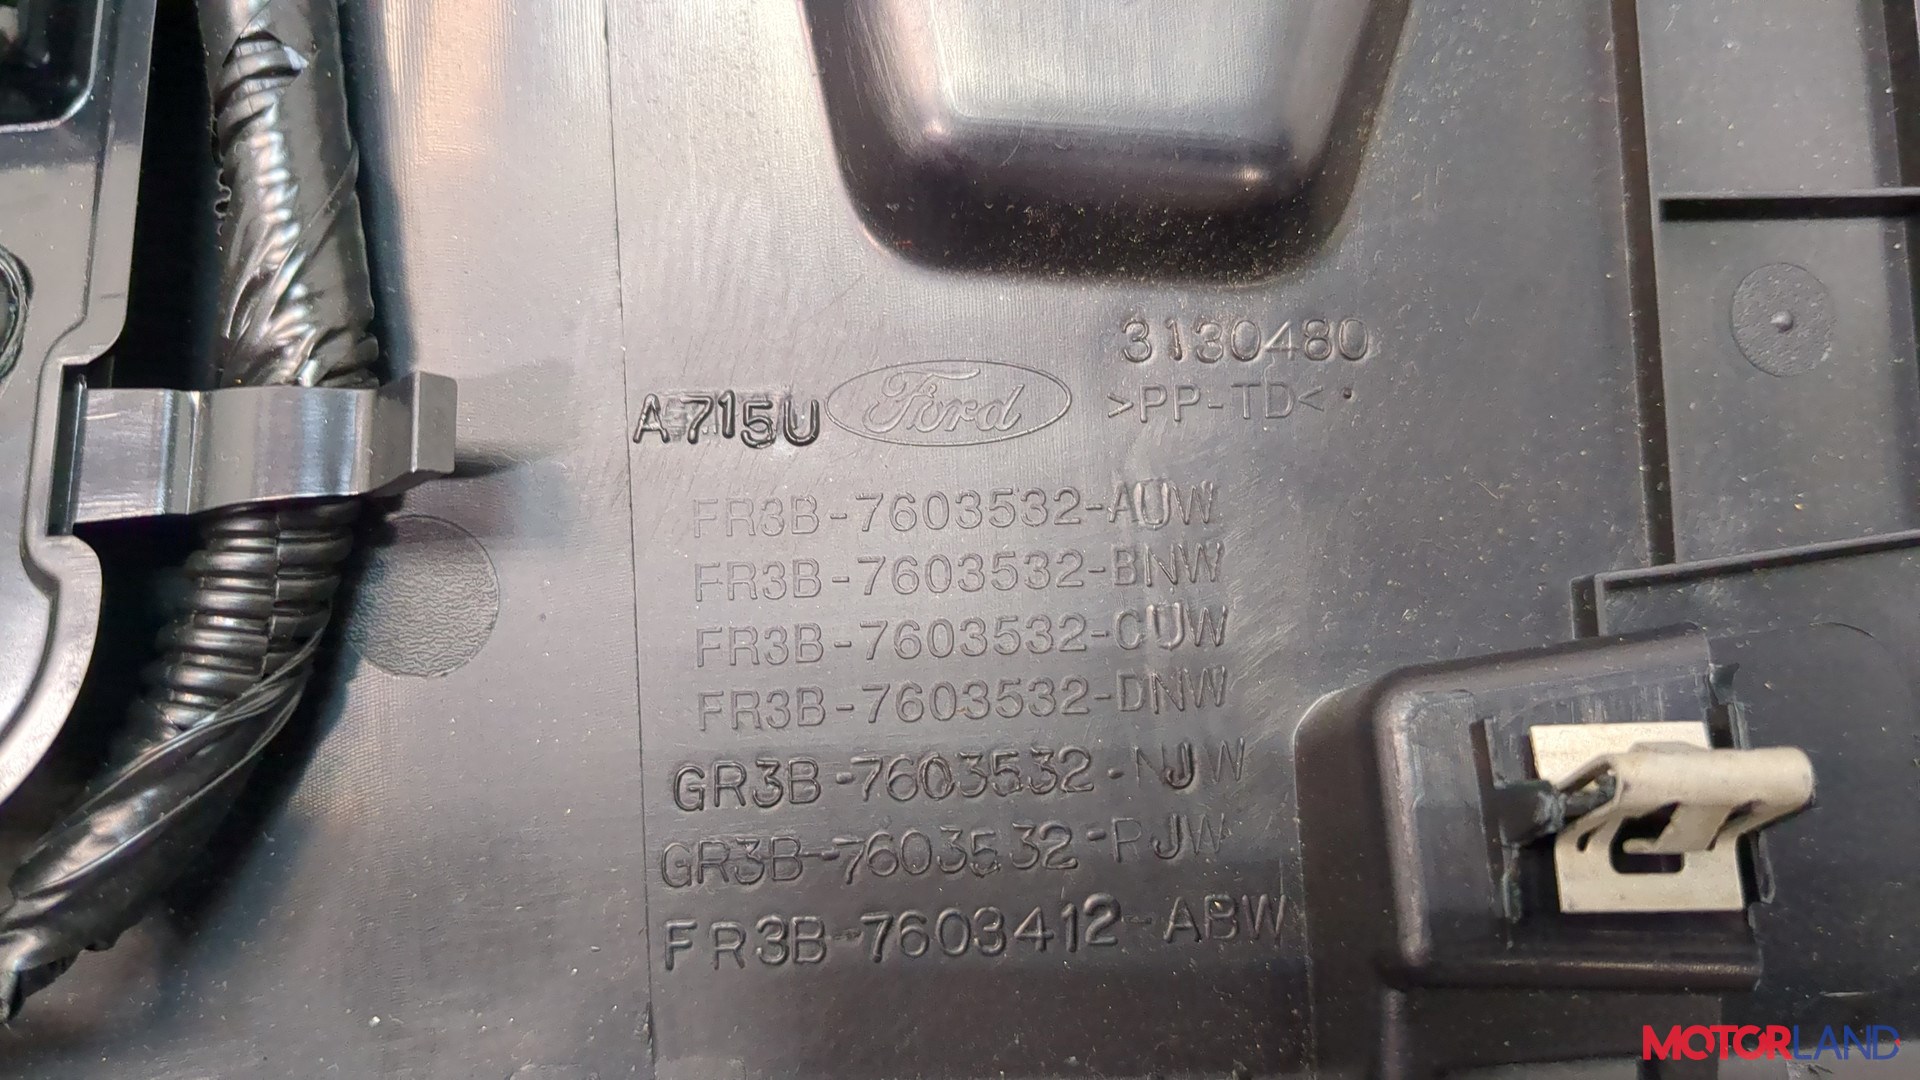 3130480
A715U Ford >PP-TD<
FR3B-7603532-AUW
FR3B-7603532-BNW
FR3B-7603532-CUW
FR3B-7603532-DNW
GR3B-7603532-NJW
GR3B-7603532-PJW
FR3B-7603412-ABW
MOTORLAND